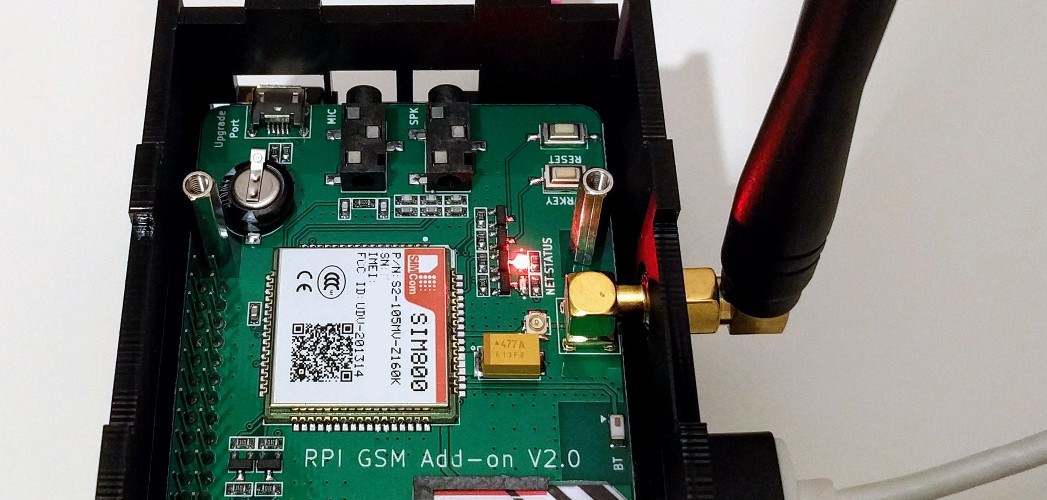 Upgrade
Port
MIC
SPK
RESET
RKEY
NET STATUS
SIMCom
SIM800
P/N: S2-105MV-Z160K
SN:
IMEI:
FCC ID: UDV-201314
477A
RPI GSM Add-on V2.0
BT